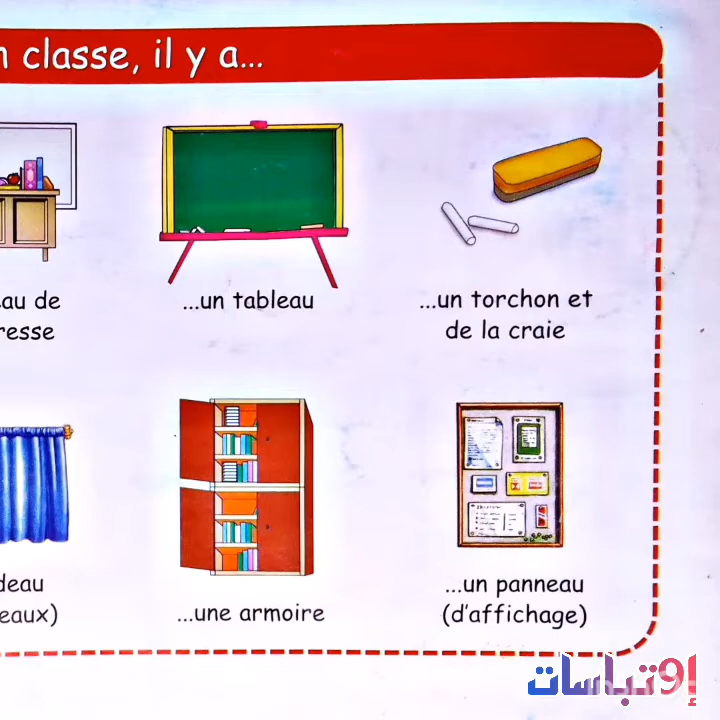 n classe, il y a...
au de
resse
...un tableau
...un torchon et
de la craie
deau
eaux)
...une armoire
...un panneau
(d'affichage)
إقتباسات